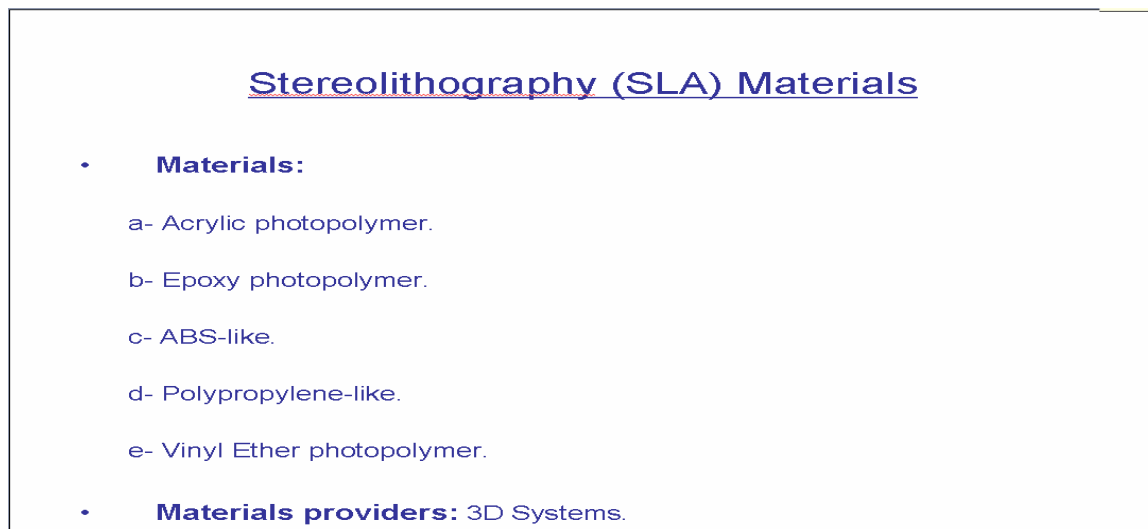 Stereolithography (SLA) Materials
• Materials:
a- Acrylic photopolymer.
b- Epoxy photopolymer.
c- ABS-like.
d- Polypropylene-like.
e- Vinyl Ether photopolymer.
• Materials providers: 3D Systems.